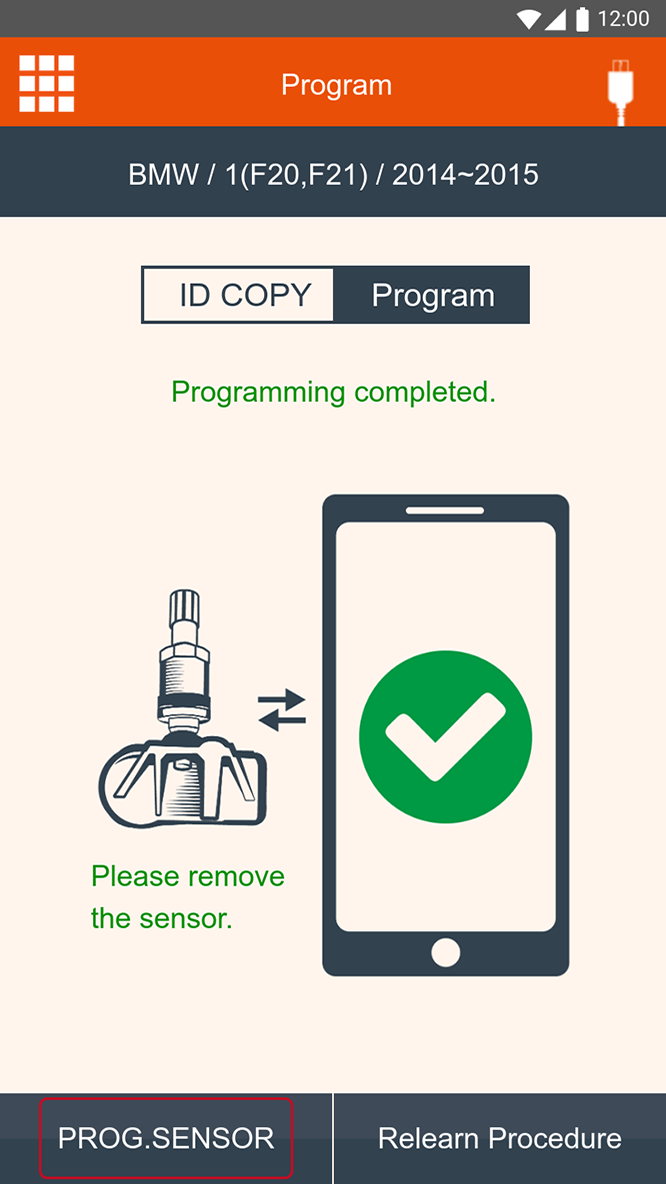 12:00
Program
BMW / 1(F20,F21) / 2014~2015
ID COPY Program
Programming completed.
Please remove
the sensor.
PROG.SENSOR Relearn Procedure